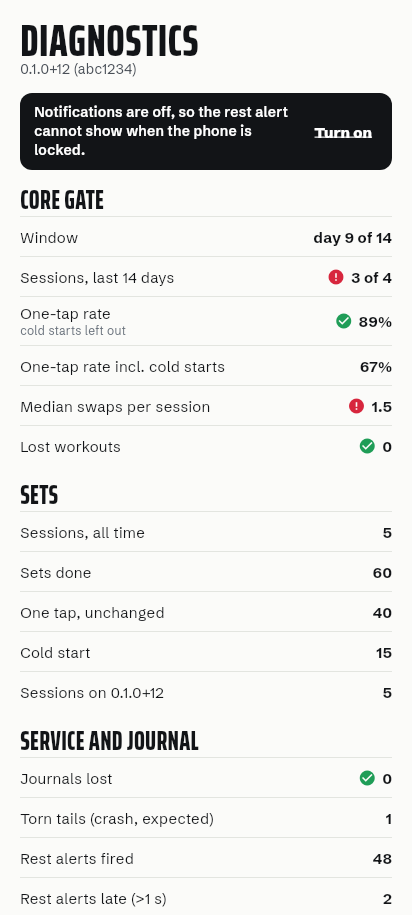 DIAGNOSTICS
0.1.0+12 (abc1234)
Notifications are off, so the rest alert
cannot show when the phone is
locked.
Turn on
CORE GATE
Window day 9 of 14
Sessions, last 14 days 3 of 4
One-tap rate 89%
cold starts left out
One-tap rate incl. cold starts 67%
Median swaps per session 1.5
Lost workouts 0
SETS
Sessions, all time 5
Sets done 60
One tap, unchanged 40
Cold start 15
Sessions on 0.1.0+12 5
SERVICE AND JOURNAL
Journals lost 0
Torn tails (crash, expected) 1
Rest alerts fired 48
Rest alerts late (>1 s) 2